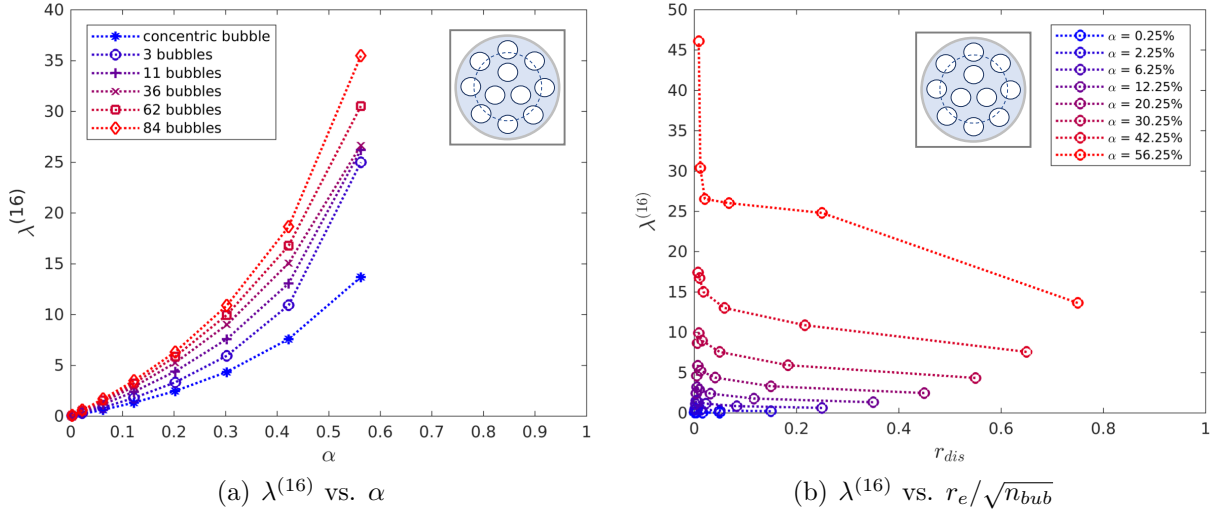 40
35
30
25
20
15
10
5
0
λ^(16)
concentric bubble
3 bubbles
11 bubbles
36 bubbles
62 bubbles
84 bubbles
0 0.1 0.2 0.3 0.4 0.5 0.6 0.7 0.8 0.9 1
α
(a) λ^(16) vs. α
50
45
40
35
30
25
20
15
10
5
0
λ^(16)
α = 0.25%
α = 2.25%
α = 6.25%
α = 12.25%
α = 20.25%
α = 30.25%
α = 42.25%
α = 56.25%
0 0.2 0.4 0.6 0.8 1
r_dis
(b) λ^(16) vs. r_e/√n_bub